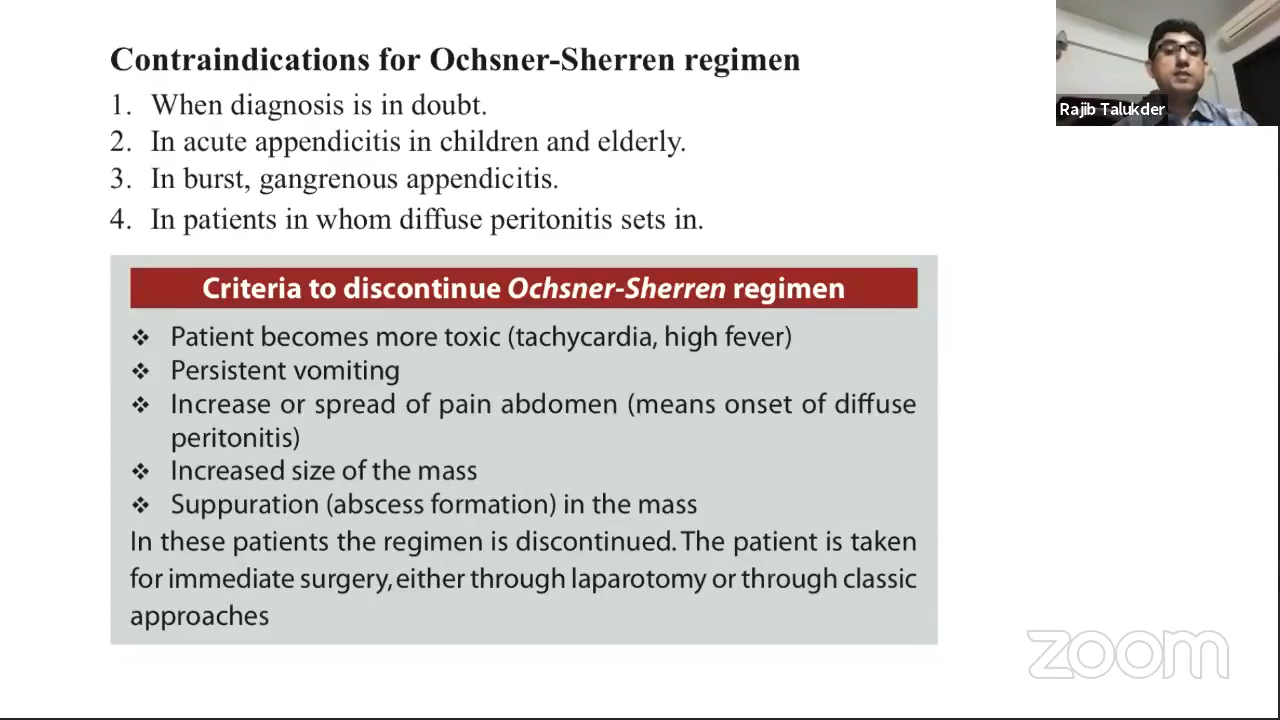 Contraindications for Ochsner-Sherren regimen
1. When diagnosis is in doubt.
2. In acute appendicitis in children and elderly.
3. In burst, gangrenous appendicitis.
4. In patients in whom diffuse peritonitis sets in.
Criteria to discontinue Ochsner-Sherren regimen
❖ Patient becomes more toxic (tachycardia, high fever)
❖ Persistent vomiting
❖ Increase or spread of pain abdomen (means onset of diffuse
peritonitis)
❖ Increased size of the mass
❖ Suppuration (abscess formation) in the mass
In these patients the regimen is discontinued. The patient is taken
for immediate surgery, either through laparotomy or through classic
approaches
Rajib Talukder
zoom